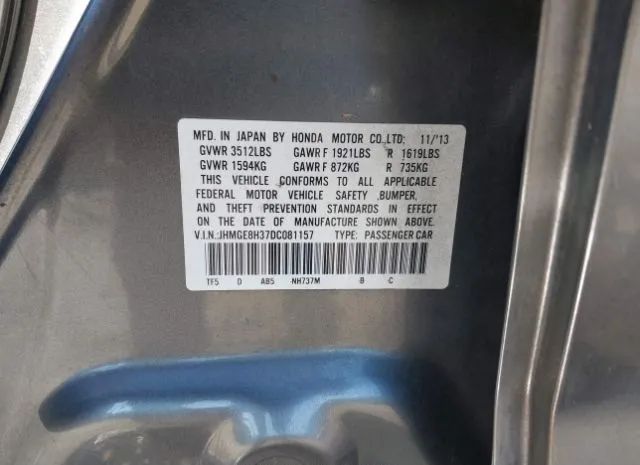 MFD. IN JAPAN BY HONDA MOTOR CO.,LTD. 11/'13
GVWR 3512LBS GAWR F 1921LBS R 1619LBS
GVWR 1594KG GAWR F 872KG R 735KG
THIS VEHICLE CONFORMS TO ALL APPLICABLE
FEDERAL MOTOR VEHICLE SAFETY ,BUMPER,
AND THEFT PREVENTION STANDARDS IN EFFECT
ON THE DATE OF MANUFACTURE SHOWN ABOVE.
V.I.N.:JHMGE8H37DC081157 TYPE: PASSENGER CAR
TF5 D AB5 NH737M B C